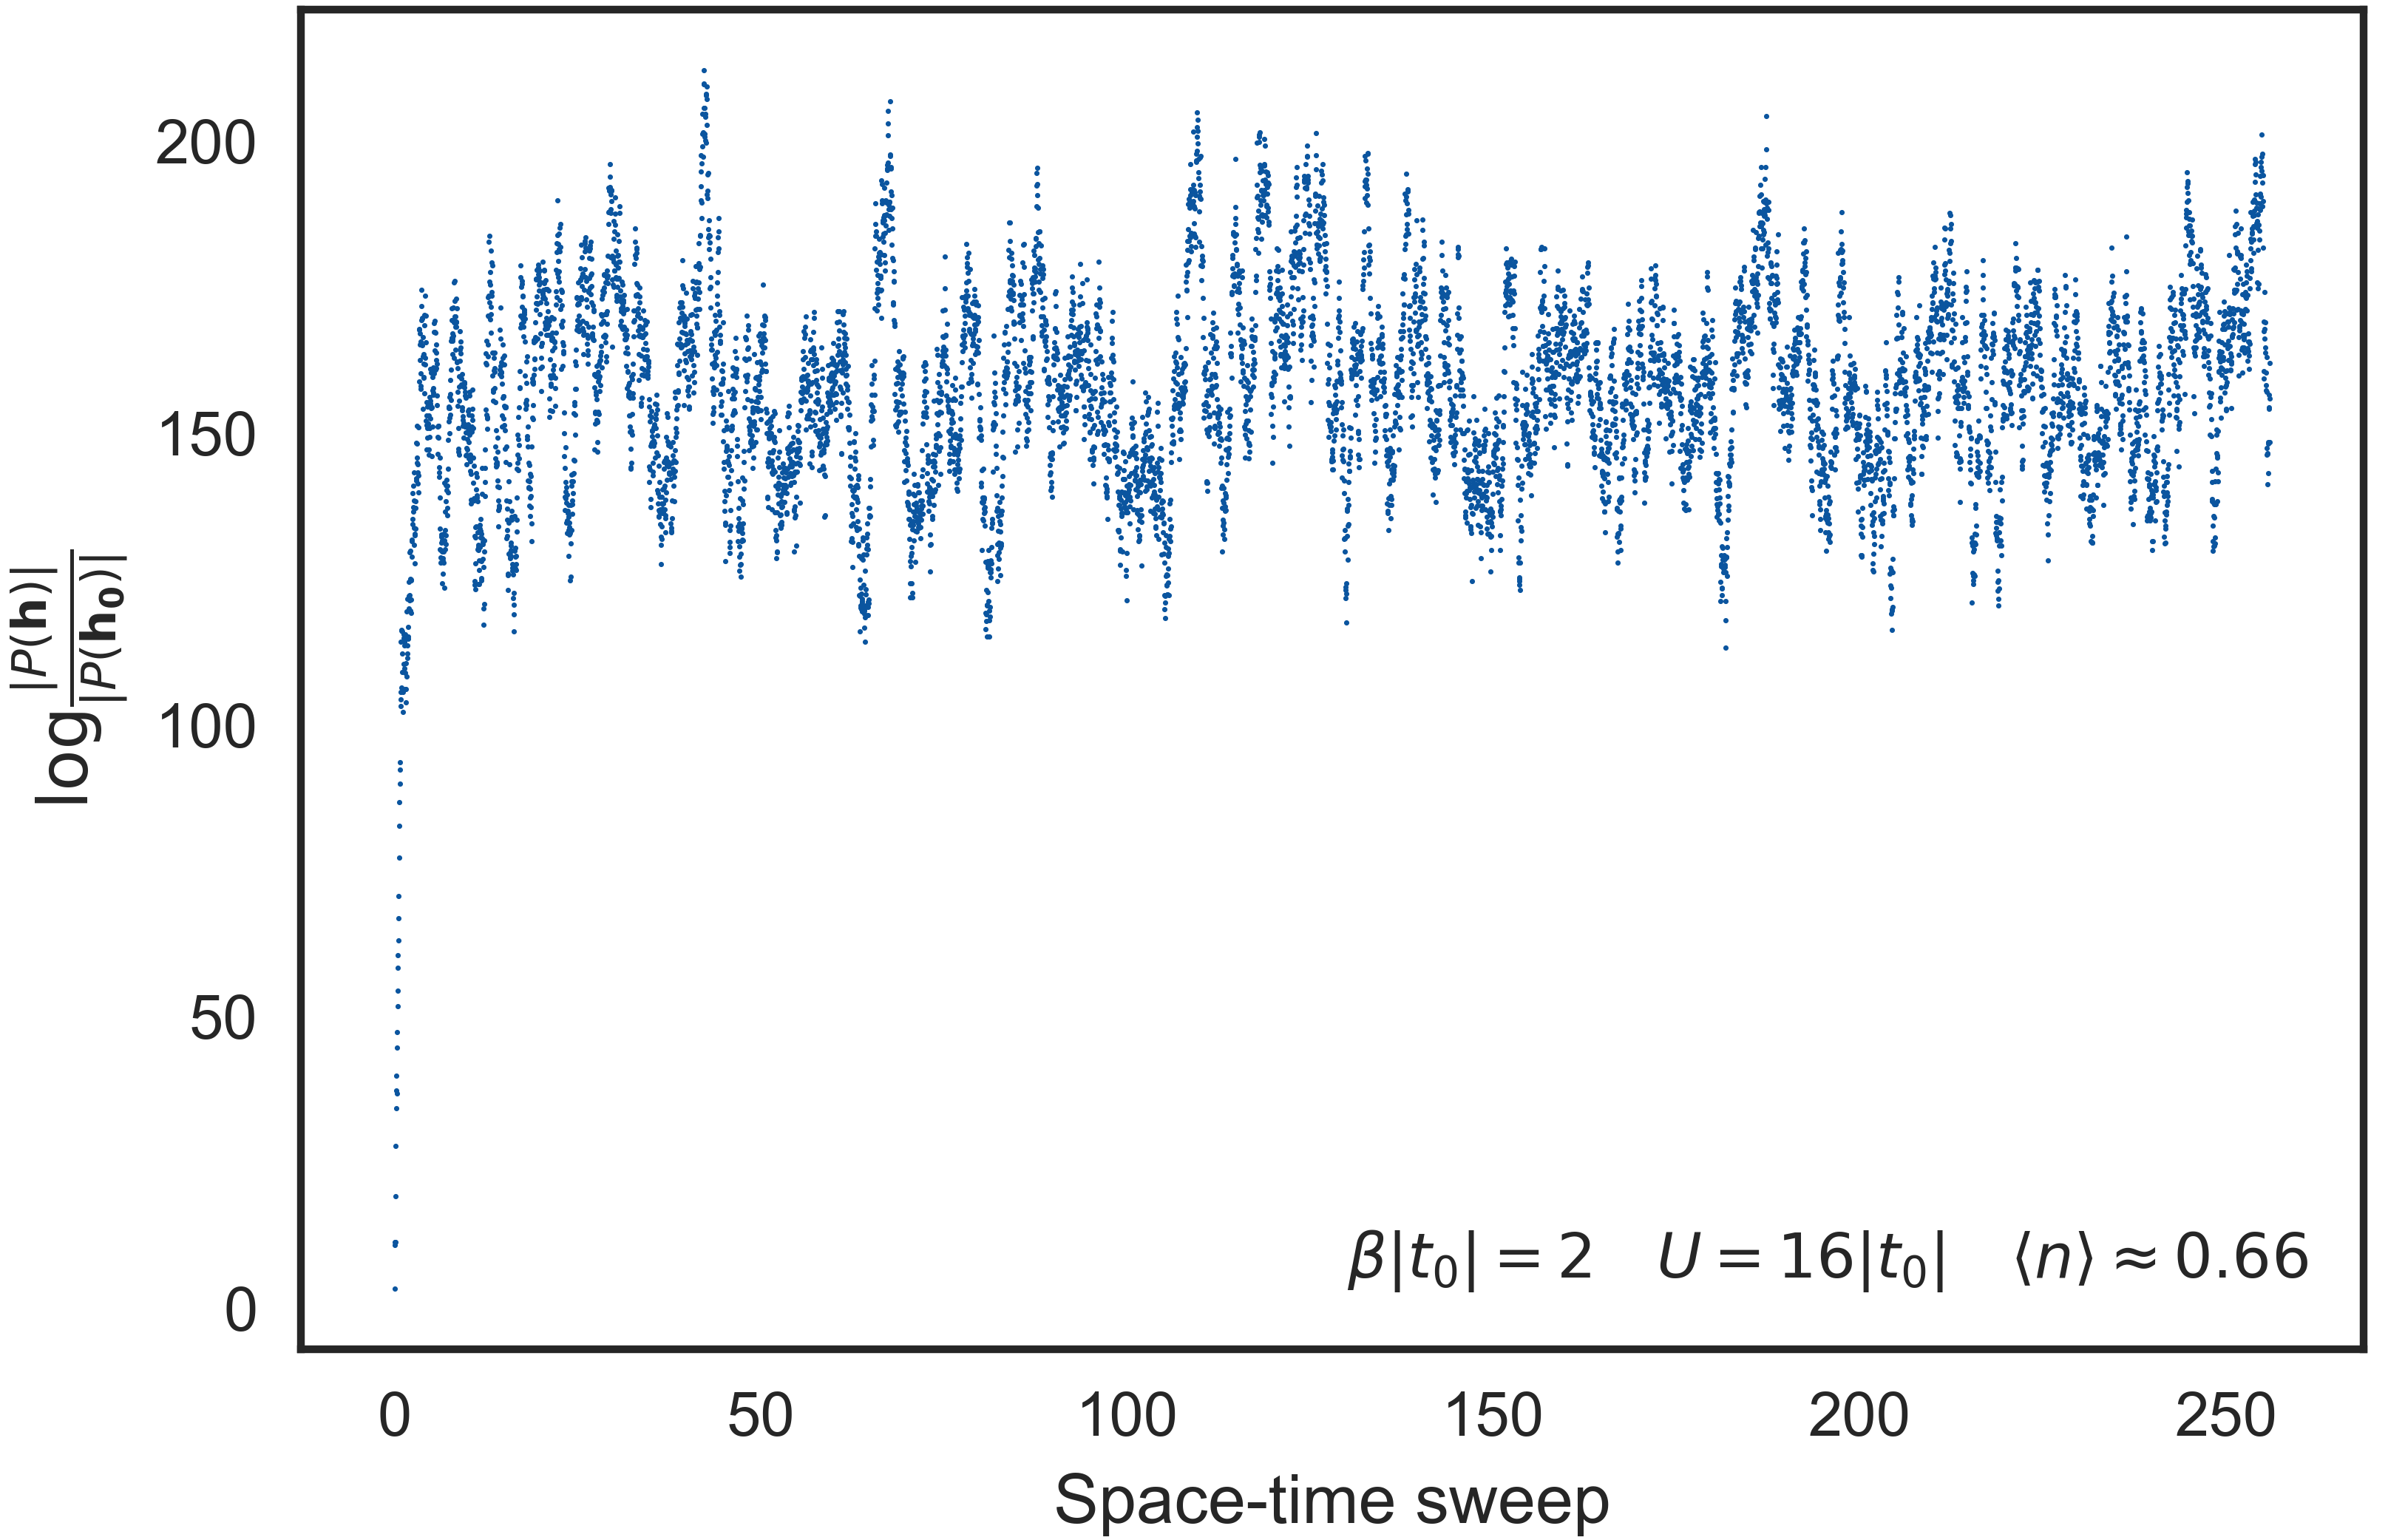 log |P(𝐡)| / |P(𝐡₀)|
200
150
100
50
0
β|t₀| = 2 U = 16|t₀| ⟨n⟩ ≈ 0.66
0 50 100 150 200 250
Space-time sweep